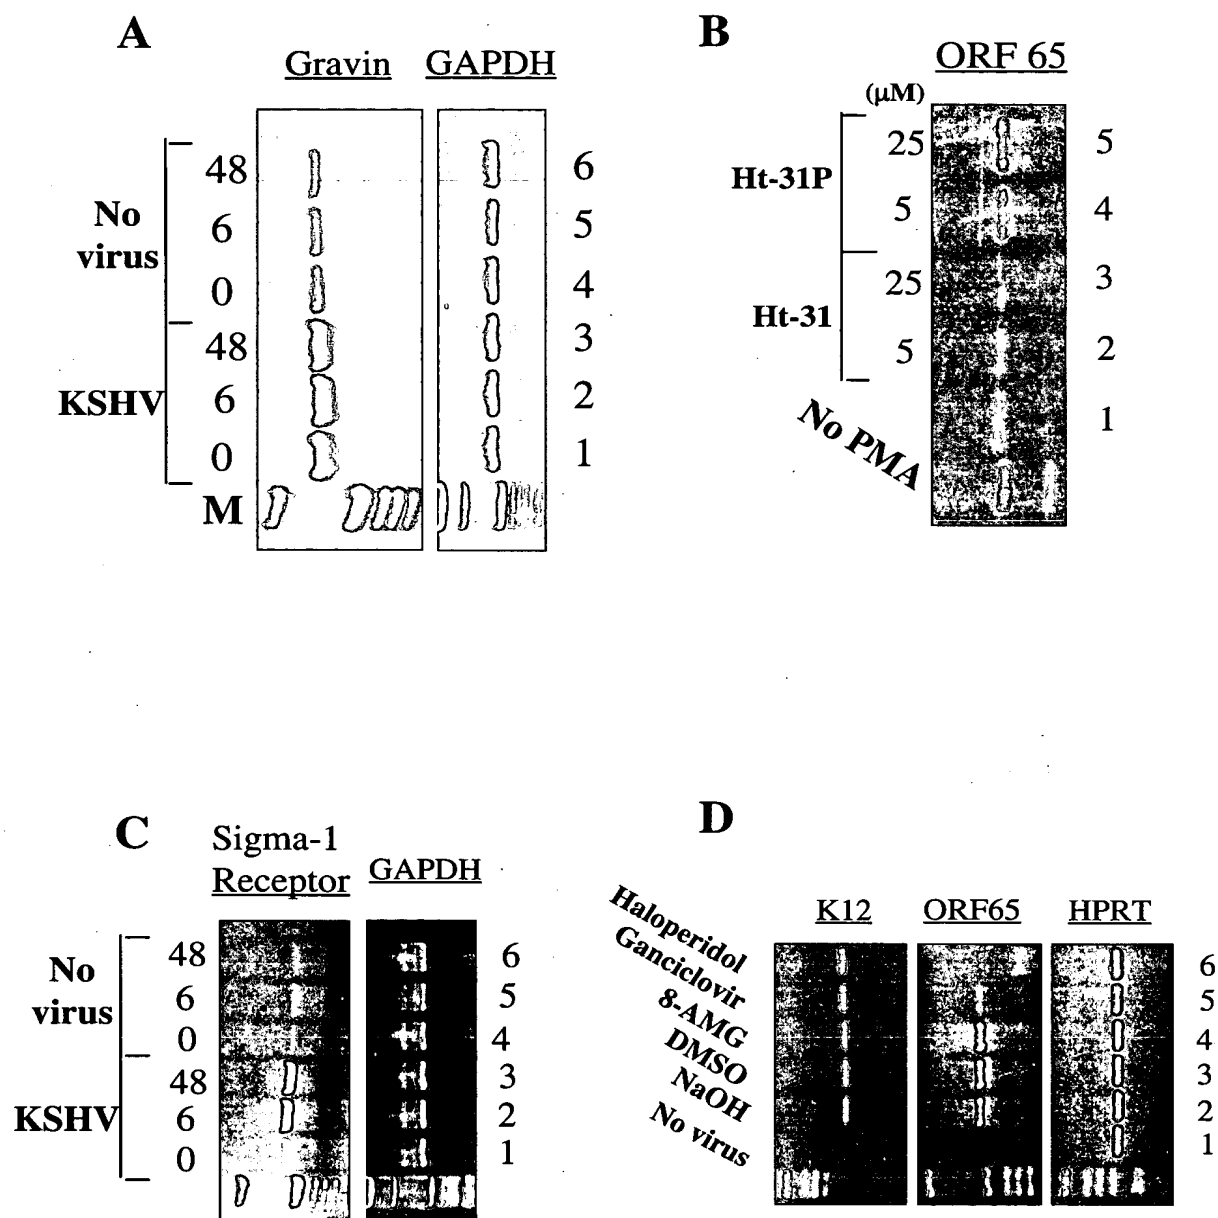 A
Gravin GAPDH
No
virus
48
6
0
KSHV
48
6
0
M
6
5
4
3
2
1
B
ORF 65
(µM)
Ht-31P
25
5
Ht-31
25
5
No PMA
5
4
3
2
1
C
Sigma-1
Receptor GAPDH
No
virus
48
6
0
KSHV
48
6
0
6
5
4
3
2
1
D
K12 ORF65 HPRT
Haloperidol
Ganciclovir
8-AMG
DMSO
NaOH
No virus
6
5
4
3
2
1